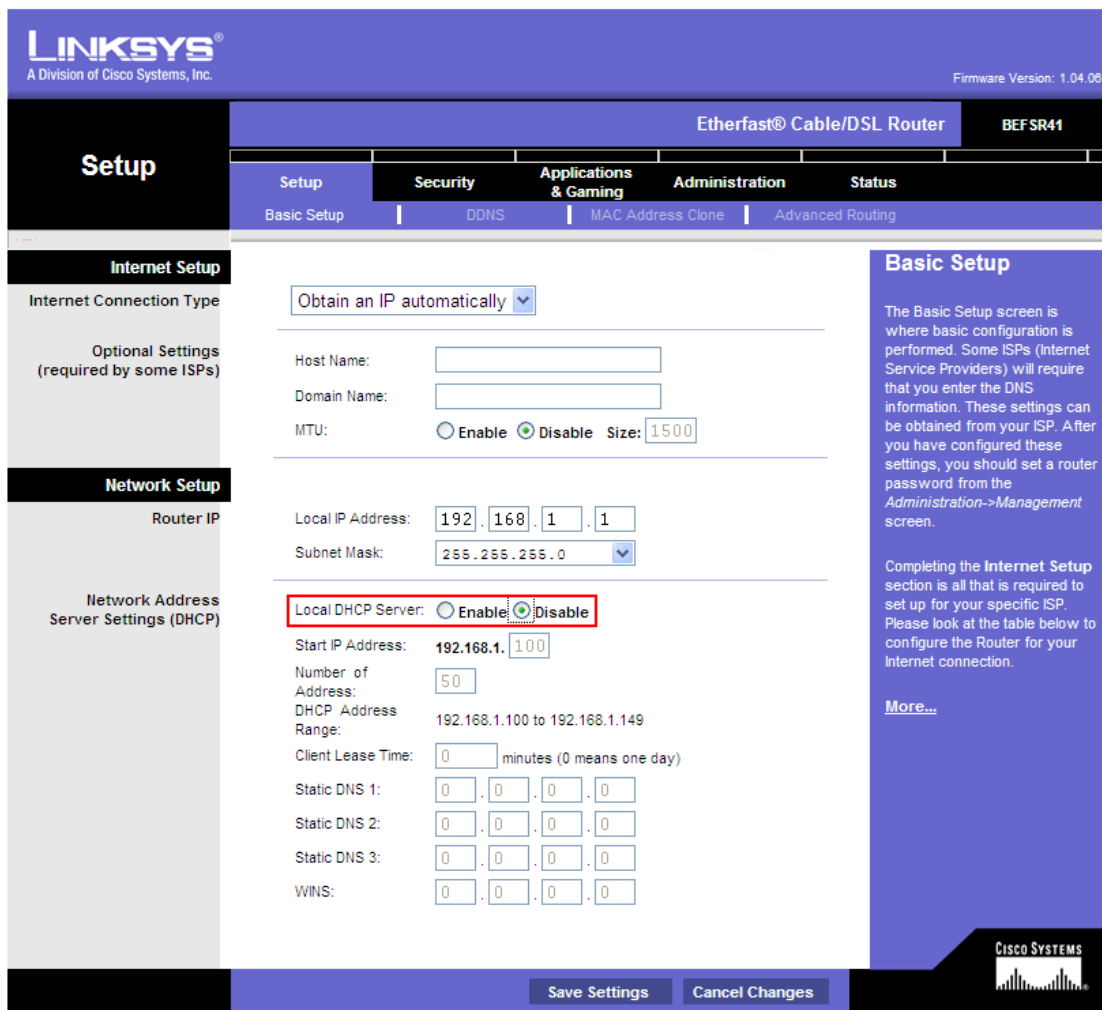 LINKSYS®
A Division of Cisco Systems, Inc.
Firmware Version: 1.04.06
Etherfast® Cable/DSL Router
BEFSR41
Setup
Setup
Security
Applications
& Gaming
Administration
Status
Basic Setup
DDNS
MAC Address Clone
Advanced Routing
Internet Setup
Internet Connection Type
Obtain an IP automatically
Optional Settings
(required by some ISPs)
Host Name:
Domain Name:
MTU:
Enable Disable Size: 1500
Network Setup
Router IP
Local IP Address: 192 . 168 . 1 . 1
Subnet Mask: 255.255.255.0
Network Address
Server Settings (DHCP)
Local DHCP Server: Enable Disable
Start IP Address: 192.168.1. 100
Number of
Address:
50
DHCP Address
Range:
192.168.1.100 to 192.168.1.149
Client Lease Time: 0 minutes (0 means one day)
Static DNS 1: 0 . 0 . 0 . 0
Static DNS 2: 0 . 0 . 0 . 0
Static DNS 3: 0 . 0 . 0 . 0
WINS: 0 . 0 . 0 . 0
Basic Setup
The Basic Setup screen is
where basic configuration is
performed. Some ISPs (Internet
Service Providers) will require
that you enter the DNS
information. These settings can
be obtained from your ISP. After
you have configured these
settings, you should set a router
password from the
Administration->Management
screen.
Completing the Internet Setup
section is all that is required to
set up for your specific ISP.
Please look at the table below to
configure the Router for your
Internet connection.
More...
Save Settings
Cancel Changes
CISCO SYSTEMS